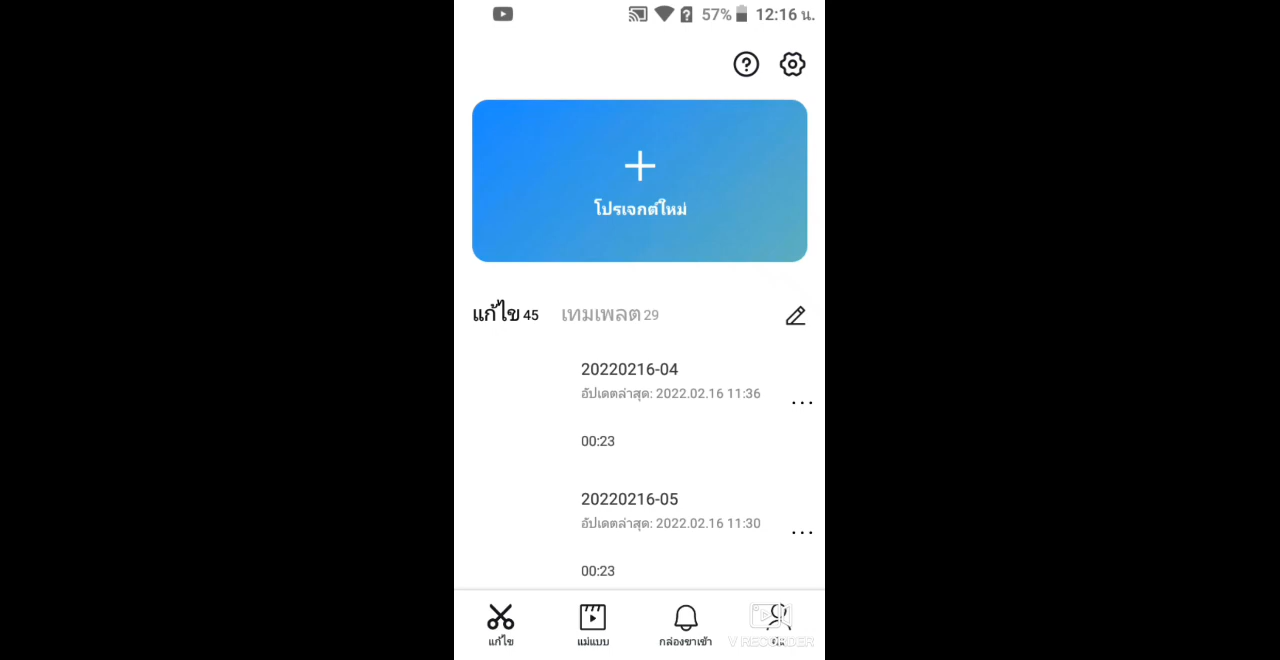 57% 12:16 น.
โปรเจกต์ใหม่
แก้ไข 45 เทมเพลต 29
20220216-04
อัปเดตล่าสุด: 2022.02.16 11:36
00:23
20220216-05
อัปเดตล่าสุด: 2022.02.16 11:30
00:23
แก้ไข แม่แบบ กล่องขาเข้า
V RECORDER